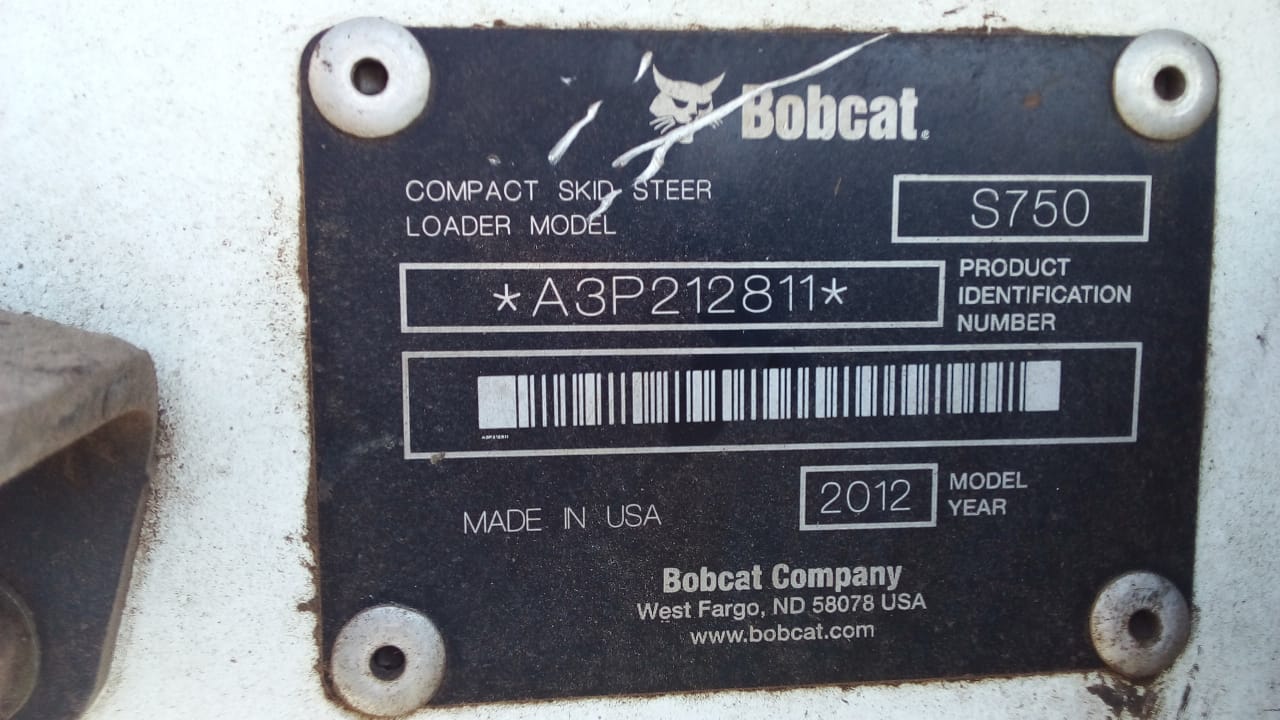 Bobcat.
COMPACT SKID STEER
LOADER MODEL
S750
*A3P212811*
PRODUCT
IDENTIFICATION
NUMBER
A3P212811
MADE IN USA
2012
MODEL
YEAR
Bobcat Company
West Fargo, ND 58078 USA
www.bobcat.com